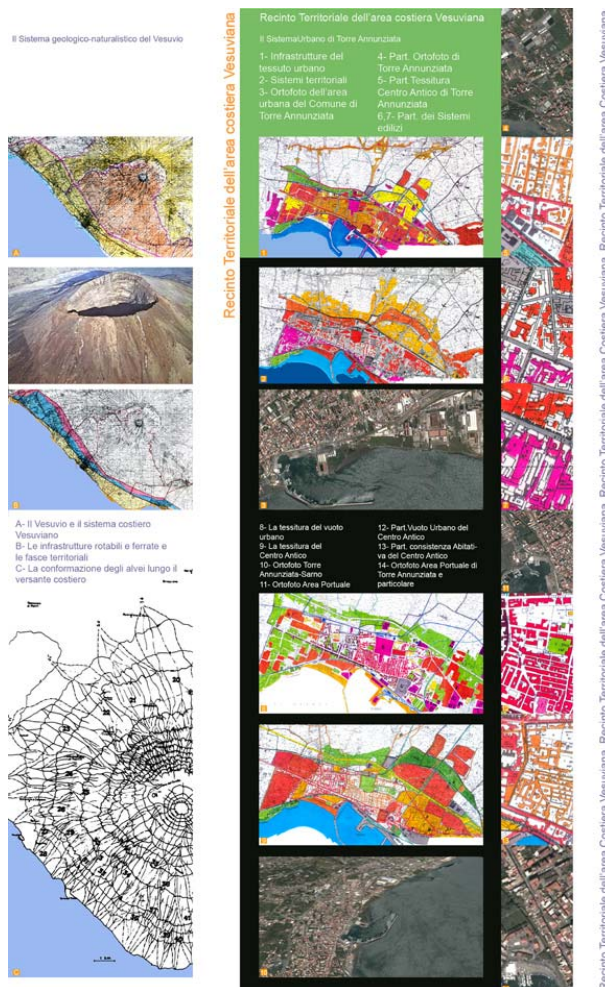 Il Sistema geologico-naturalistico del Vesuvio
A
B
A- Il Vesuvio e il sistema costiero
Vesuviano
B- Le infrastrutture rotabili e ferrate e
le fasce territoriali
C- La conformazione degli alvei lungo il
versante costiero
C
Recinto Territoriale dell'area costiera Vesuviana
Recinto Territoriale dell'area costiera Vesuviana
Il SistemaUrbano di Torre Annunziata
1- Infrastrutture del
tessuto urbano
2- Sistemi territoriali
3- Ortofoto dell'area
urbana del Comune di
Torre Annunziata
4- Part. Ortofoto di
Torre Annunziata
5- Part Tessitura
Centro Antico di Torre
Annunziata
6,7- Part. dei Sistemi
edilizi
8- La tessitura del vuoto
urbano
9- La tessitura del
Centro Antico
10- Ortofoto Torre
Annunziata-Sarno
11- Ortofoto Area Portuale
12- Part.Vuoto Urbano del
Centro Antico
13- Part. consistenza Abitati-
va del Centro Antico
14- Ortofoto Area Portuale di
Torre Annunziata e
particolare
10
Recinto Territoriale dell'area Costiera Vesuviana, Recinto Territoriale dell'area Costiera Vesuviana, Recinto Territoriale dell'area Costiera Vesuviana, Recinto Territoriale dell'area Costiera Vesuviana